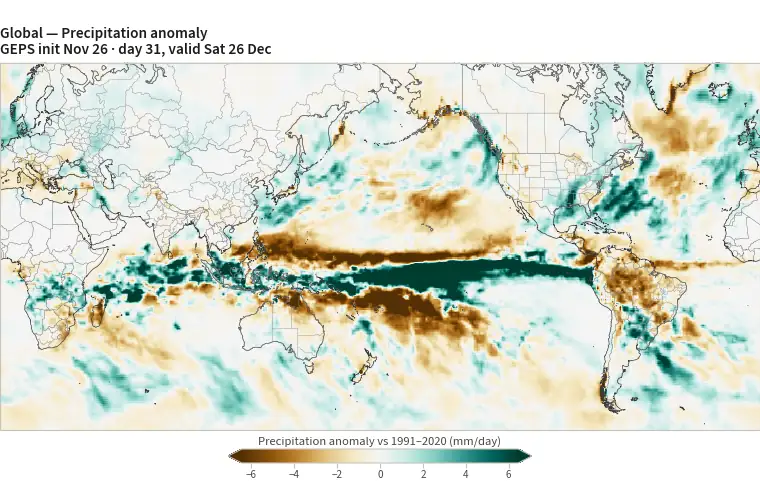 Global — Precipitation anomaly
GEPS init Nov 26 · day 31, valid Sat 26 Dec
Precipitation anomaly vs 1991–2020 (mm/day)
−6 −4 −2 0 2 4 6